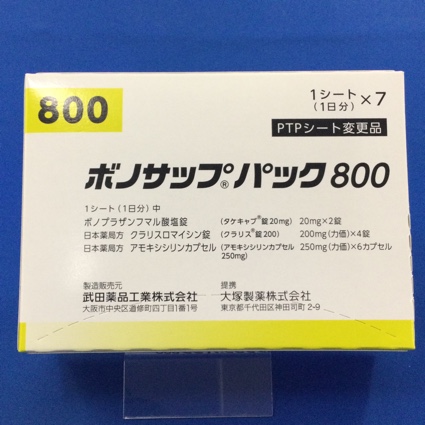 800
1シート
(1日分)×7
PTPシート変更品
ボノサップ®パック800
1シート(1日分)中
ボノプラザンフマル酸塩錠 (タケキャブ®錠20mg) 20mg×2錠
日本薬局方 クラリスロマイシン錠 (クラリス®錠200) 200mg(力価)×4錠
日本薬局方 アモキシシリンカプセル (アモキシシリンカプセル 250mg(力価)×6カプセル
250mg)
製造販売元 提携
武田薬品工業株式会社 大塚製薬株式会社
大阪市中央区道修町四丁目1番1号 東京都千代田区神田司町2-9